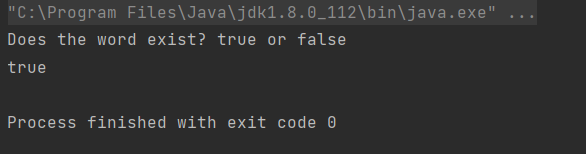 "C:\Program Files\Java\jdk1.8.0_112\bin\java.exe" ...
Does the word exist? true or false
true
Process finished with exit code 0